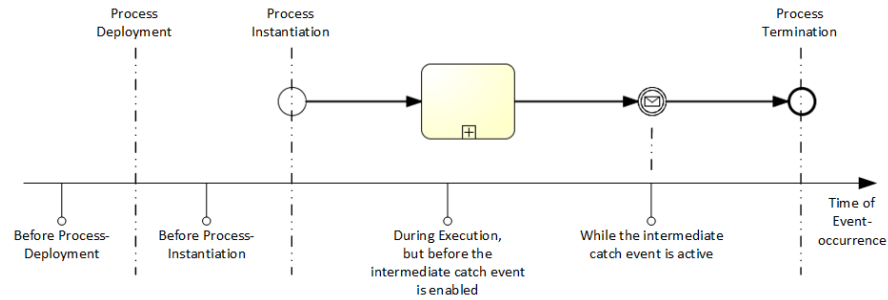 Process
Deployment
Process
Instantiation
Process
Termination
Before Process-
Deployment
Before Process-
Instantiation
During Execution,
but before the
intermediate catch event
is enabled
While the intermediate
catch event is active
Time of
Event-
occurrence